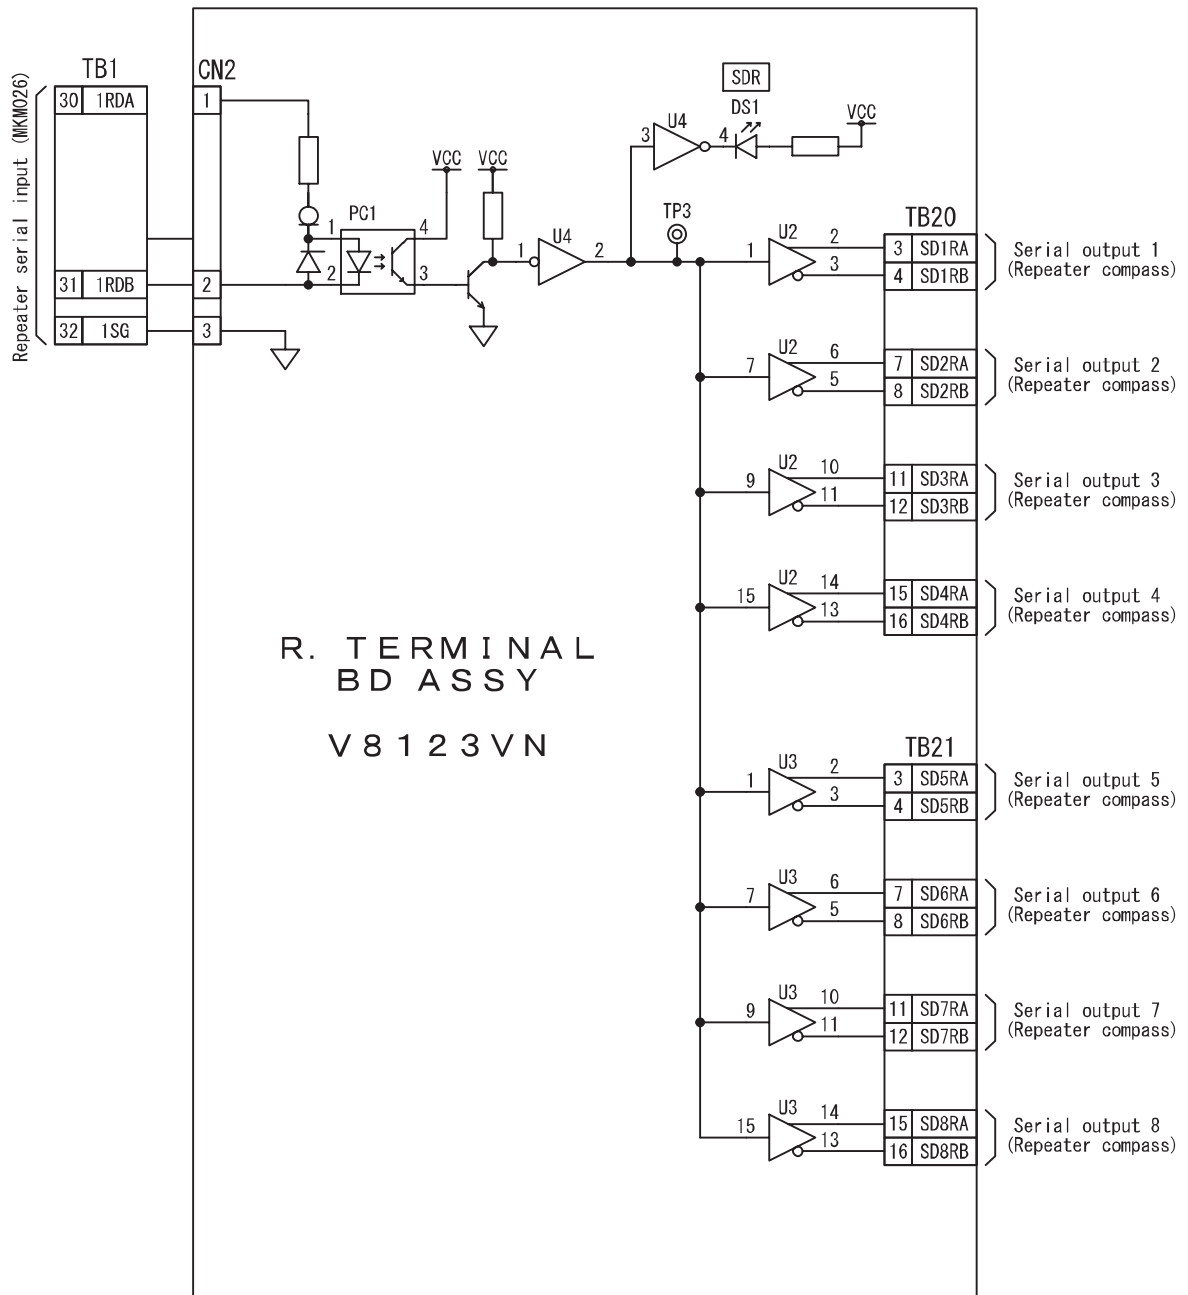 SDR
DS1
VCC
U4
3
4
TB1
CN2
Repeater serial input (MKM026)
30 1RDA
1
VCC
VCC
PC1
1
4
2
3
31 1RDB
2
32 1SG
3
1
U4
2
TP3
TB20
1
U2
2
3
3 SD1RA
4 SD1RB
Serial output 1
(Repeater compass)
7
U2
6
5
7 SD2RA
8 SD2RB
Serial output 2
(Repeater compass)
9
U2
10
11
11 SD3RA
12 SD3RB
Serial output 3
(Repeater compass)
15
U2
14
13
15 SD4RA
16 SD4RB
Serial output 4
(Repeater compass)
R. TERMINAL
BD ASSY
V8123VN
TB21
1
U3
2
3
3 SD5RA
4 SD5RB
Serial output 5
(Repeater compass)
7
U3
6
5
7 SD6RA
8 SD6RB
Serial output 6
(Repeater compass)
9
U3
10
11
11 SD7RA
12 SD7RB
Serial output 7
(Repeater compass)
15
U3
14
13
15 SD8RA
16 SD8RB
Serial output 8
(Repeater compass)